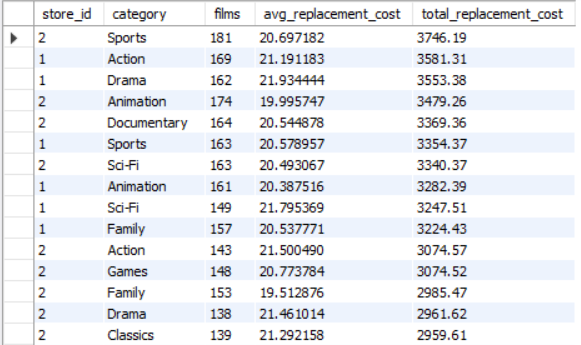 store_id category films avg_replacement_cost total_replacement_cost
2 Sports 181 20.697182 3746.19
1 Action 169 21.191183 3581.31
1 Drama 162 21.934444 3553.38
2 Animation 174 19.995747 3479.26
2 Documentary 164 20.544878 3369.36
1 Sports 163 20.578957 3354.37
2 Sci-Fi 163 20.493067 3340.37
1 Animation 161 20.387516 3282.39
1 Sci-Fi 149 21.795369 3247.51
1 Family 157 20.537771 3224.43
2 Action 143 21.500490 3074.57
2 Games 148 20.773784 3074.52
2 Family 153 19.512876 2985.47
2 Drama 138 21.461014 2961.62
2 Classics 139 21.292158 2959.61